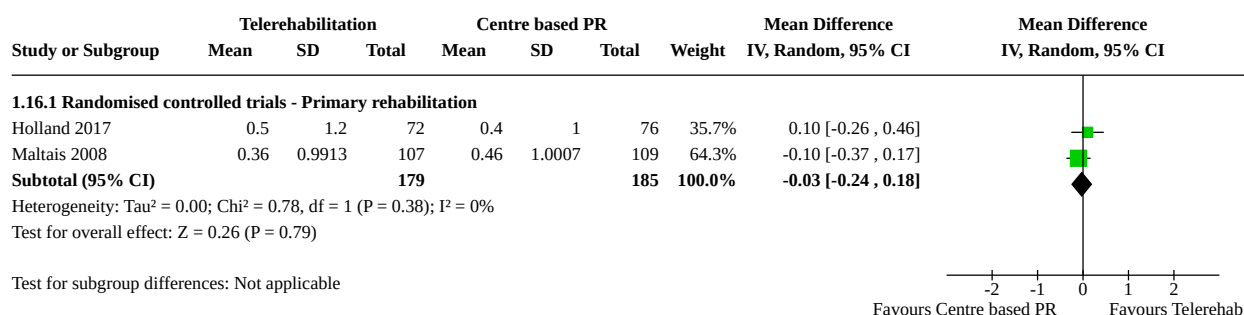 Telerehabilitation Centre based PR Mean Difference Mean Difference
Study or Subgroup Mean SD Total Mean SD Total Weight IV, Random, 95% CI IV, Random, 95% CI
1.16.1 Randomised controlled trials - Primary rehabilitation
Holland 2017 0.5 1.2 72 0.4 1 76 35.7% 0.10 [-0.26 , 0.46]
Maltais 2008 0.36 0.9913 107 0.46 1.0007 109 64.3% -0.10 [-0.37 , 0.17]
Subtotal (95% CI) 179 185 100.0% -0.03 [-0.24 , 0.18]
Heterogeneity: Tau² = 0.00; Chi² = 0.78, df = 1 (P = 0.38); I² = 0%
Test for overall effect: Z = 0.26 (P = 0.79)
Test for subgroup differences: Not applicable
-2 -1 0 1 2
Favours Centre based PR Favours Telerehab